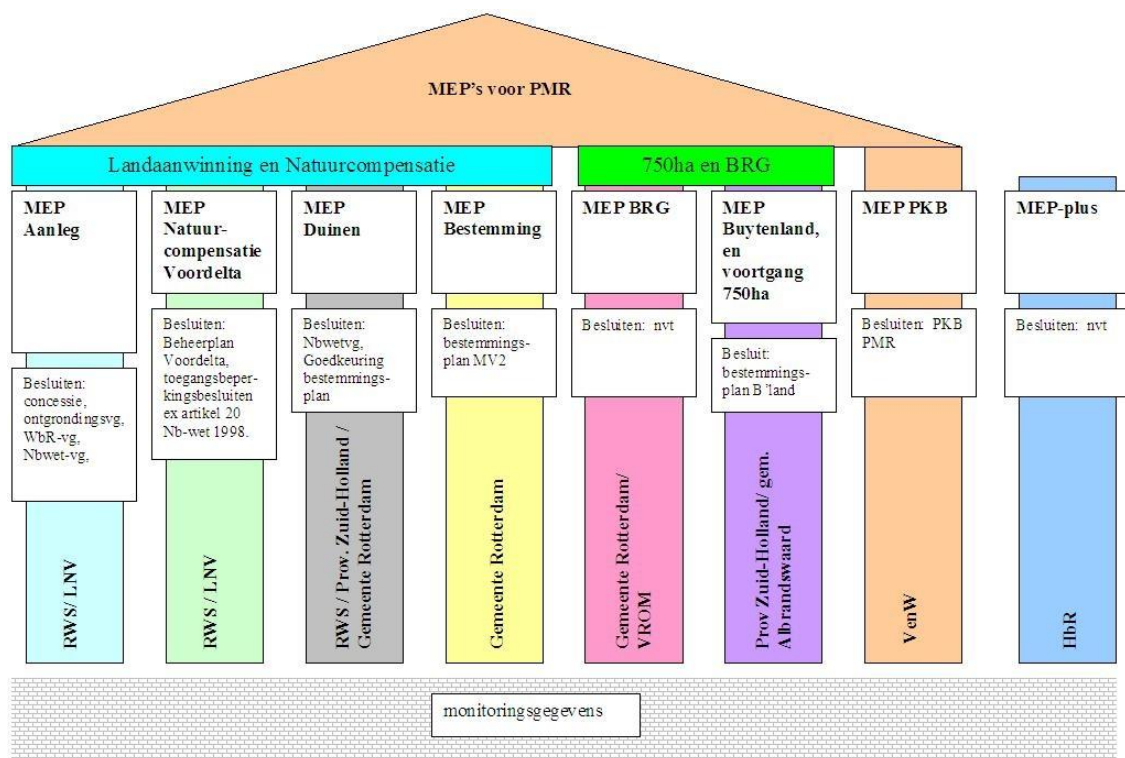 MEP's voor PMR
Landaanwinning en Natuurcompensatie
750ha en BRG
MEP
Aanleg
MEP
Natuur-
compensatie
Voordelta
MEP
Duinen
MEP
Bestemming
MEP BRG
MEP
Buytenland,
en
voortgang
750ha
MEP PKB
MEP-plus
Besluiten:
concessie,
ontgrondingsvg,
WbR-vg,
Nbwet-vg,
Besluiten:
Beheerplan
Voordelta,
toegangsbeper-
kingsbesluiten
ex artikel 20
Nb-wet 1998.
Besluiten:
Nbwetvg,
Goedkeuring
bestemmings-
plan
Besluiten:
bestemmings-
plan MV2
Besluiten: nvt
Besluit:
bestemmings-
plan B'land
Besluiten: PKB
PMR
Besluiten: nvt
RWS/ LNV
RWS / LNV
RWS / Prov. Zuid-Holland /
Gemeente Rotterdam
Gemeente Rotterdam
Gemeente Rotterdam/
VROM
Prov Zuid-Holland/ gem.
Albrandswaard
VenW
HbR
monitoringsgegevens